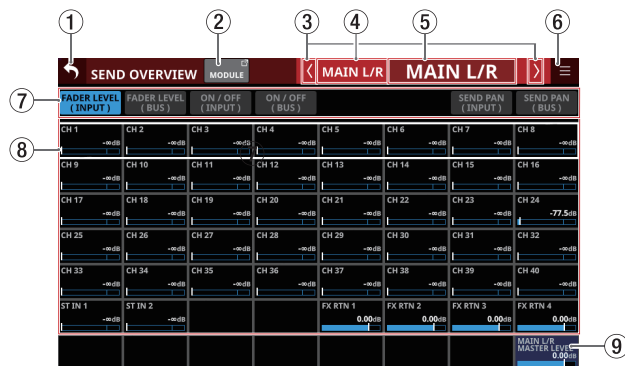 1 2 3 4 5 6
SEND OVERVIEW MODULE MAIN L/R MAIN L/R
7
FADER LEVEL FADER LEVEL ON / OFF ON / OFF SEND PAN SEND PAN
( INPUT ) ( BUS ) ( INPUT ) ( BUS ) ( INPUT ) ( BUS )
8
CH 1 CH 2 CH 3 CH 4 CH 5 CH 6 CH 7 CH 8
-∞dB -∞dB -∞dB -∞dB -∞dB -∞dB -∞dB -∞dB
CH 9 CH 10 CH 11 CH 12 CH 13 CH 14 CH 15 CH 16
-∞dB -∞dB -∞dB -∞dB -∞dB -∞dB -∞dB -∞dB
CH 17 CH 18 CH 19 CH 20 CH 21 CH 22 CH 23 CH 24
-∞dB -∞dB -∞dB -∞dB -∞dB -∞dB -∞dB -77.5dB
CH 25 CH 26 CH 27 CH 28 CH 29 CH 30 CH 31 CH 32
-∞dB -∞dB -∞dB -∞dB -∞dB -∞dB -∞dB -∞dB
CH 33 CH 34 CH 35 CH 36 CH 37 CH 38 CH 39 CH 40
-∞dB -∞dB -∞dB -∞dB -∞dB -∞dB -∞dB -∞dB
ST IN 1 ST IN 2 FX RTN 1 FX RTN 2 FX RTN 3 FX RTN 4
-∞dB -∞dB 0.00dB 0.00dB 0.00dB 0.00dB
MAIN L/R
MASTER LEVEL
0.00dB
9